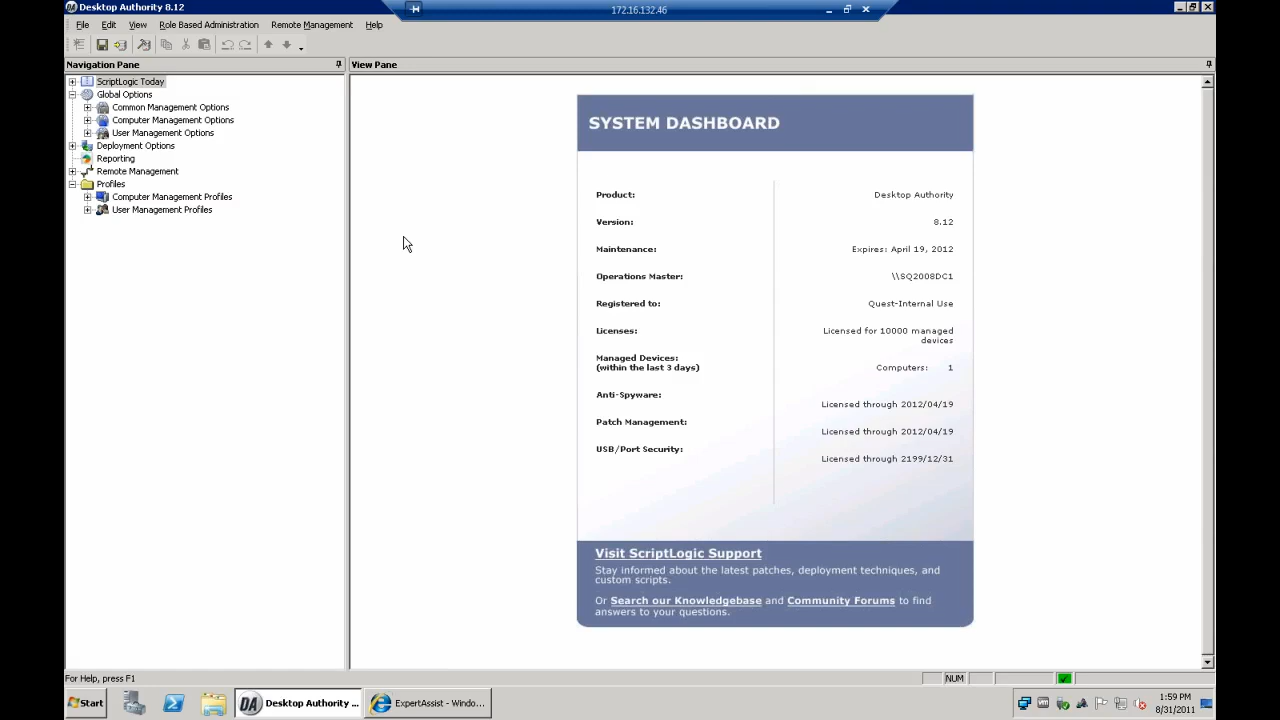 Desktop Authority 8.12
172.16.132.46
File Edit View Role Based Administration Remote Management Help
Navigation Pane
View Pane
ScriptLogic Today
Global Options
Common Management Options
Computer Management Options
User Management Options
Deployment Options
Reporting
Remote Management
Profiles
Computer Management Profiles
User Management Profiles
SYSTEM DASHBOARD
Product: Desktop Authority
Version: 8.12
Maintenance: Expires: April 19, 2012
Operations Master: \\SQ2008DC1
Registered to: Quest-Internal Use
Licenses: Licensed for 10000 managed
devices
Managed Devices:
(within the last 3 days) Computers: 1
Anti-Spyware: Licensed through 2012/04/19
Patch Management: Licensed through 2012/04/19
USB/Port Security: Licensed through 2199/12/31
Visit ScriptLogic Support
Stay informed about the latest patches, deployment techniques, and
custom scripts.
Or Search our Knowledgebase and Community Forums to find
answers to your questions.
For Help, press F1
NUM
Start
DA Desktop Authority ...
ExpertAssist - Windo...
1:59 PM
8/31/2011